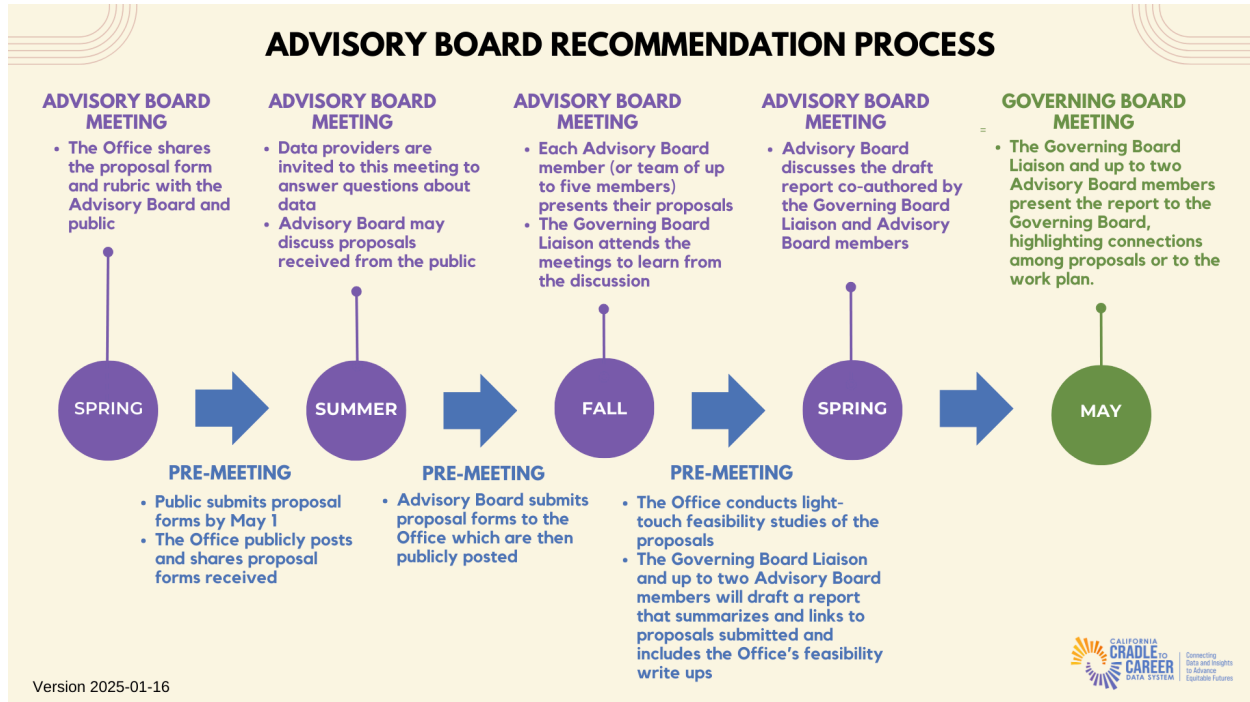 ADVISORY BOARD RECOMMENDATION PROCESS
ADVISORY BOARD
MEETING
• The Office shares
the proposal form
and rubric with the
Advisory Board and
public
ADVISORY BOARD
MEETING
• Data providers are
invited to this meeting to
answer questions about
data
• Advisory Board may
discuss proposals
received from the public
ADVISORY BOARD
MEETING
• Each Advisory Board
member (or team of up
to five members)
presents their proposals
• The Governing Board
Liaison attends the
meetings to learn from
the discussion
ADVISORY BOARD
MEETING
• Advisory Board
discusses the draft
report co-authored by
the Governing Board
Liaison and Advisory
Board members
GOVERNING BOARD
MEETING
=
• The Governing Board
Liaison and up to two
Advisory Board members
present the report to the
Governing Board,
highlighting connections
among proposals or to the
work plan.
SPRING
SUMMER
FALL
SPRING
MAY
PRE-MEETING
• Public submits proposal
forms by May 1
• The Office publicly posts
and shares proposal
forms received
PRE-MEETING
• Advisory Board submits
proposal forms to the
Office which are then
publicly posted
PRE-MEETING
• The Office conducts light-
touch feasibility studies of the
proposals
• The Governing Board Liaison
and up to two Advisory Board
members will draft a report
that summarizes and links to
proposals submitted and
includes the Office's feasibility
write ups
Version 2025-01-16
CALIFORNIA
CRADLE TO
CAREER
DATA SYSTEM
Connecting
Data and Insights
to Advance
Equitable Futures